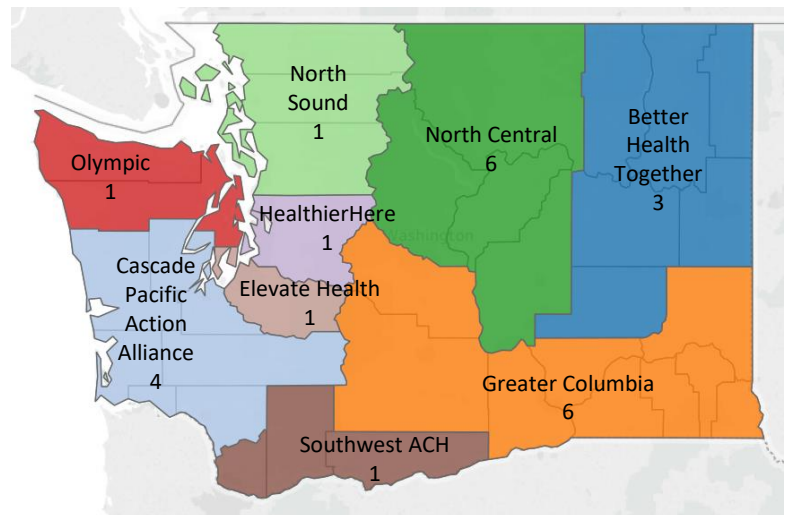 North
Sound
1
North Central
6
Better
Health
Together
3
Olympic
1
HealthierHere
1
Washington
Cascade
Pacific
Action
Alliance
4
Elevate Health
1
Greater Columbia
6
Southwest ACH
1